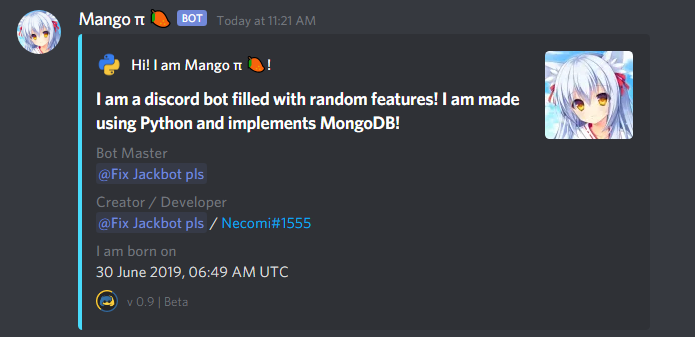 Mango π 🥭 BOT Today at 11:21 AM
Hi! I am Mango π 🥭 !
I am a discord bot filled with random features! I am made
using Python and implements MongoDB!
Bot Master
@Fix Jackbot pls
Creator / Developer
@Fix Jackbot pls / Necomi#1555
I am born on
30 June 2019, 06:49 AM UTC
v 0.9 | Beta